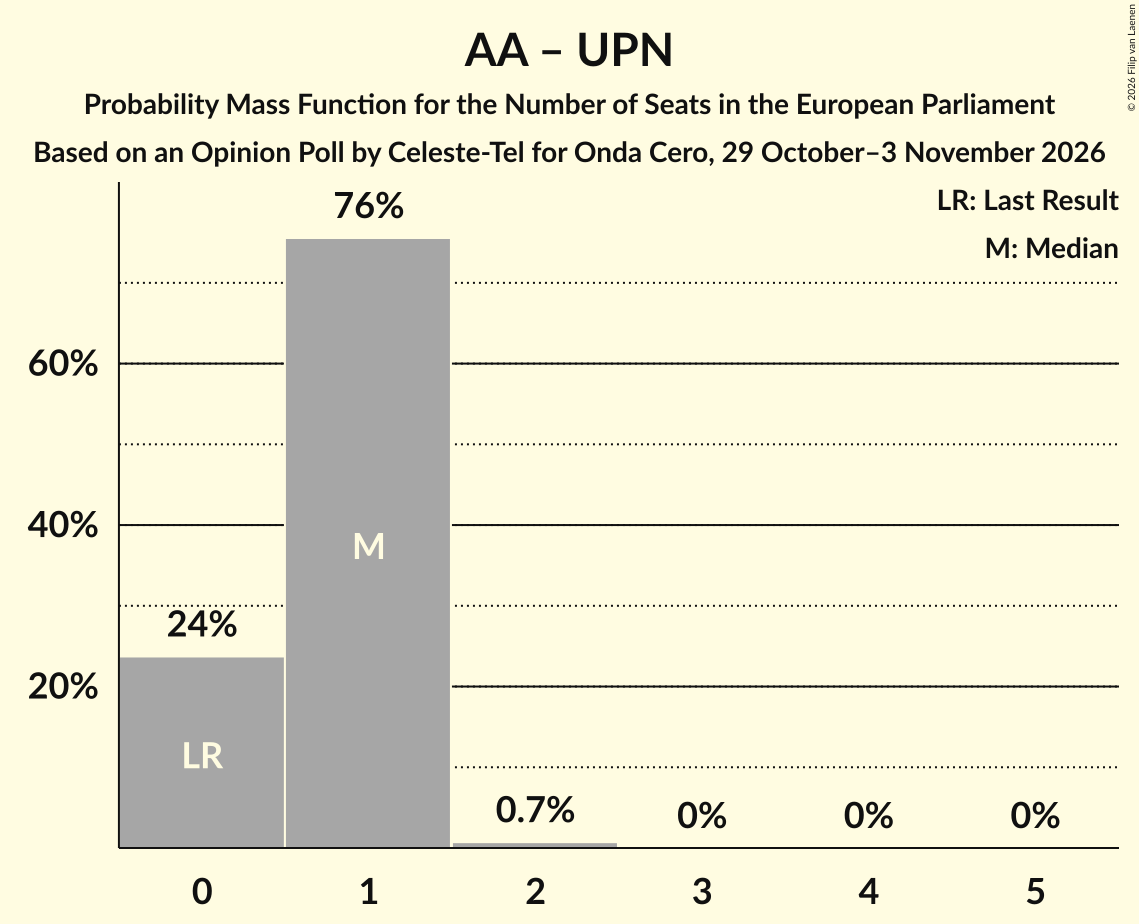 AA – UPN
Probability Mass Function for the Number of Seats in the European Parliament
Based on an Opinion Poll by Celeste-Tel for Onda Cero, 29 October–3 November 2026
© 2026 Filip van Laenen
LR: Last Result
M: Median
76%
60%
M
40%
24%
20%
LR
0.7%
0%
0%
0%
0
1
2
3
4
5